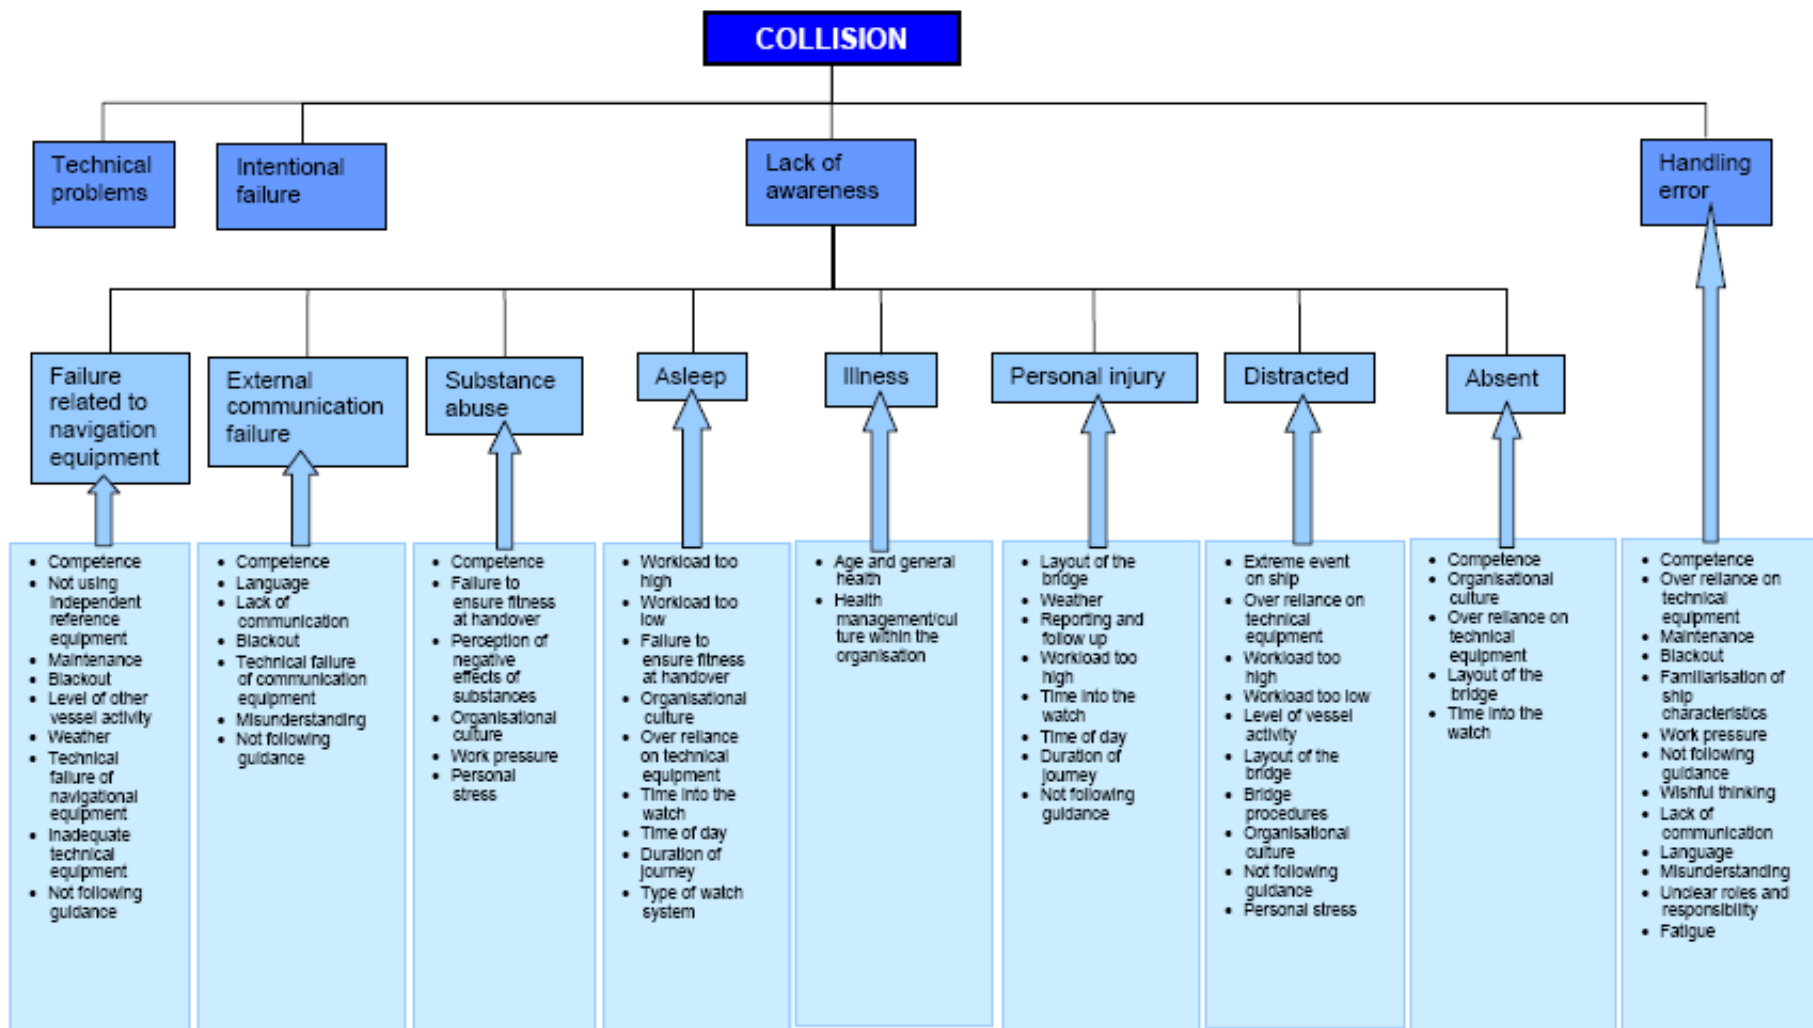 COLLISION
Technical
problems
Intentional
failure
Lack of
awareness
Handling
error
Failure
related to
navigation
equipment
External
communication
failure
Substance
abuse
Asleep
Illness
Personal injury
Distracted
Absent
• Competence
• Not using
independent
reference
equipment
• Maintenance
• Blackout
• Level of other
vessel activity
• Weather
• Technical
failure of
navigational
equipment
• Inadequate
technical
equipment
• Not following
guidance
• Competence
• Language
• Lack of
communication
• Blackout
• Technical failure
of communication
equipment
• Misunderstanding
• Not following
guidance
• Competence
• Failure to
ensure fitness
at handover
• Perception of
negative
effects of
substances
• Organisational
culture
• Work pressure
• Personal
stress
• Workload too
high
• Workload too
low
• Failure to
ensure fitness
at handover
• Organisational
culture
• Over reliance
on technical
equipment
• Time into the
watch
• Time of day
• Duration of
journey
• Type of watch
system
• Age and general
health
• Health
management/cul
ture within the
organisation
• Layout of the
bridge
• Weather
• Reporting and
follow up
• Workload too
high
• Time into the
watch
• Time of day
• Duration of
journey
• Not following
guidance
• Extreme event
on ship
• Over reliance on
technical
equipment
• Workload too
high
• Workload too low
• Level of vessel
activity
• Layout of the
bridge
• Bridge
procedures
• Organisational
culture
• Not following
guidance
• Personal stress
• Competence
• Organisational
culture
• Over reliance on
technical
equipment
• Layout of the
bridge
• Time into the
watch
• Competence
• Over reliance on
technical
equipment
• Maintenance
• Blackout
• Familiarisation of
ship
characteristics
• Work pressure
• Not following
guidance
• Wishful thinking
• Lack of
communication
• Language
• Misunderstanding
• Unclear roles and
responsibility
• Fatigue